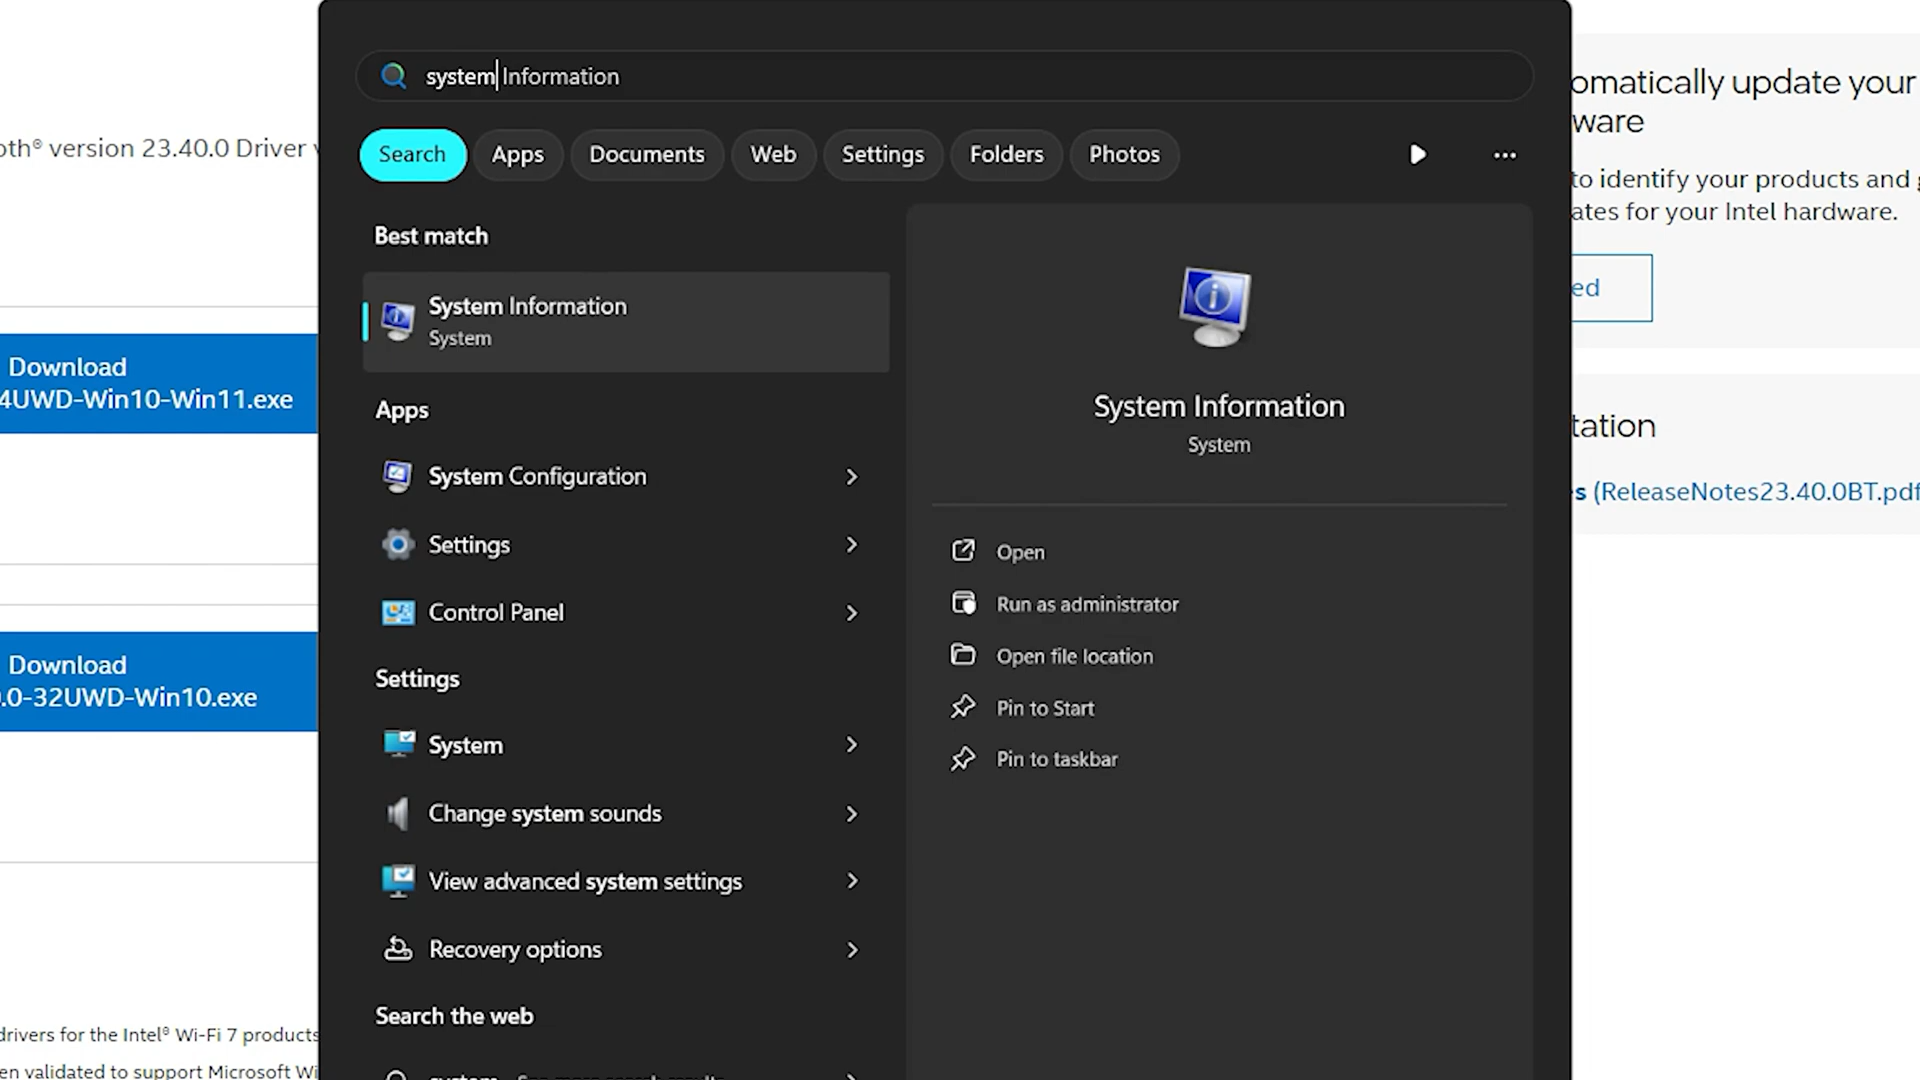 system Information
Search Apps Documents Web Settings Folders Photos
Best match
System Information
System
Apps
System Configuration
Settings
Control Panel
Settings
System
Change system sounds
View advanced system settings
Recovery options
Search the web
System Information
System
Open
Run as administrator
Open file location
Pin to Start
Pin to taskbar
oth® version 23.40.0 Driver
Download
4UWD-Win10-Win11.exe
Download
.0-32UWD-Win10.exe
drivers for the Intel® Wi-Fi 7 products
en validated to support Microsoft Wi
omatically update your
ware
to identify your products and
ates for your Intel hardware.
ed
tation
s (ReleaseNotes23.40.0BT.pdf